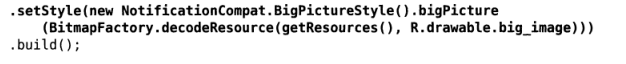 .setStyle(new NotificationCompat.BigPictureStyle().bigPicture
(BitmapFactory.decodeResource(getResources(), R.drawable.big_image)))
.build();